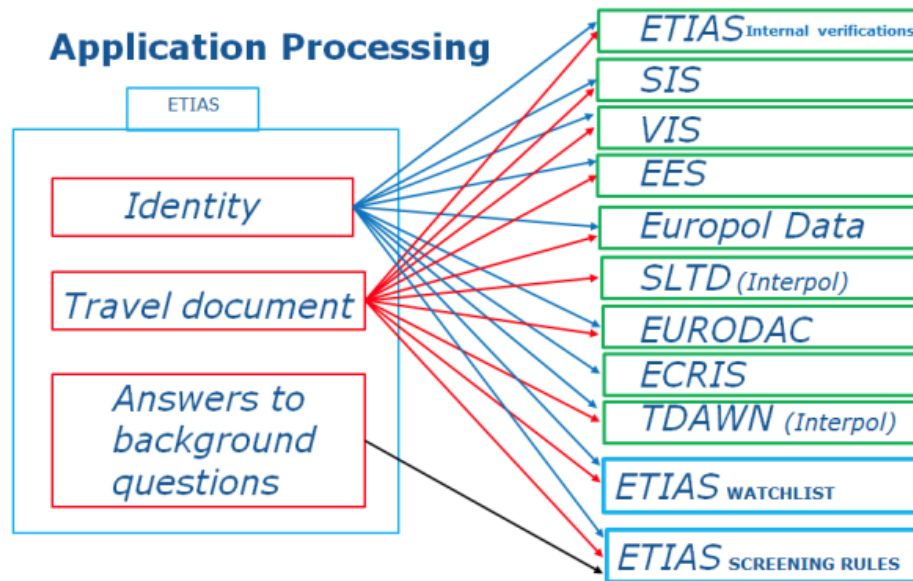 Application Processing
ETIAS
Identity
Travel document
Answers to
background
questions
ETIAS Internal verifications
SIS
VIS
EES
Europol Data
SLTD (Interpol)
EURODAC
ECRIS
TDAWN (Interpol)
ETIAS WATCHLIST
ETIAS SCREENING RULES